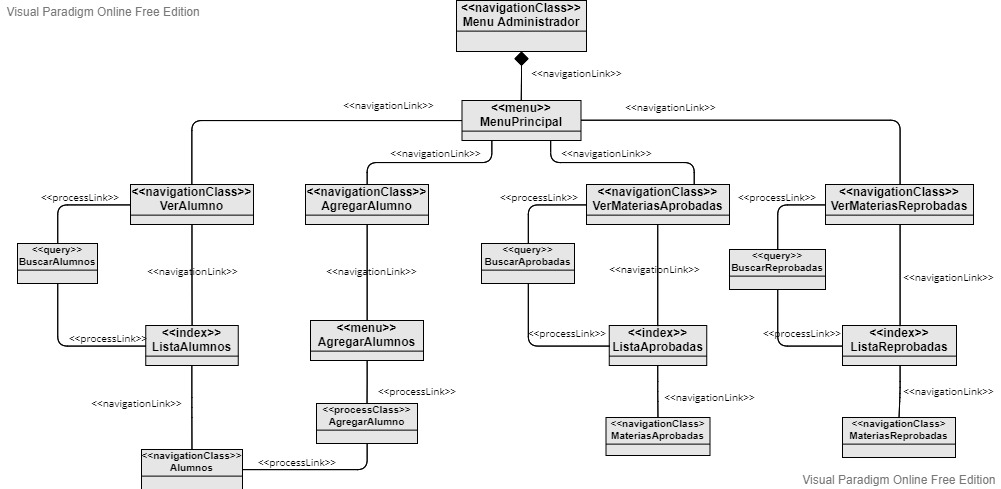 Visual Paradigm Online Free Edition
<<navigationClass>>
Menu Administrador
<<navigationLink>>
<<menu>>
MenuPrincipal
<<navigationLink>>
<<navigationLink>>
<<navigationLink>>
<<navigationLink>>
<<navigationClass>>
VerAlumno
<<navigationClass>>
AgregarAlumno
<<navigationClass>>
VerMateriasAprobadas
<<navigationClass>>
VerMateriasReprobadas
<<processLink>>
<<processLink>>
<<processLink>>
<<query>>
BuscarAlumnos
<<query>>
BuscarAprobadas
<<query>>
BuscarReprobadas
<<navigationLink>>
<<navigationLink>>
<<navigationLink>>
<<navigationLink>>
<<processLink>>
<<index>>
ListaAlumnos
<<menu>>
AgregarAlumnos
<<processLink>>
<<index>>
ListaAprobadas
<<processLink>>
<<index>>
ListaReprobadas
<<navigationLink>>
<<processLink>>
<<navigationLink>>
<<navigationLink>>
<<processClass>>
AgregarAlumno
<<navigationClass>>
MateriasAprobadas
<<navigationClass>
MateriasReprobadas
<<navigationClass>>
Alumnos
<<processLink>>
Visual Paradigm Online Free Edition